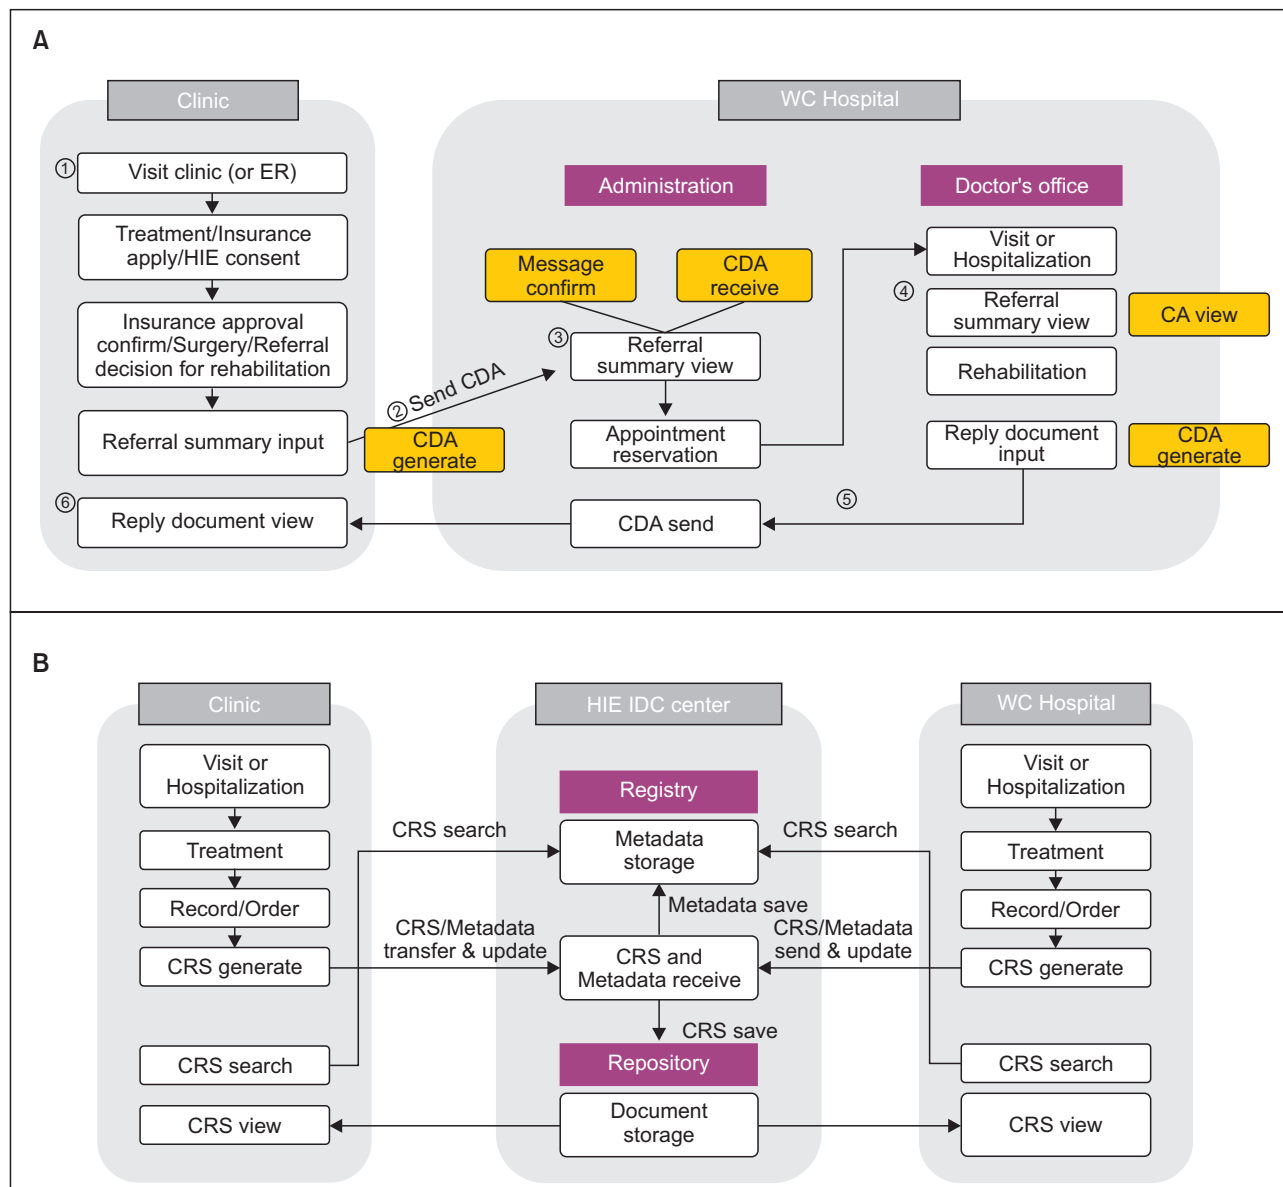 A
Clinic
WC Hospital
①
Visit clinic (or ER)
Treatment/Insurance
apply/HIE consent
Insurance approval
confirm/Surgery/Referral
decision for rehabilitation
Referral summary input
② Send CDA
CDA
generate
⑥
Reply document view
Administration
Message
confirm
CDA
receive
③
Referral
summary view
Appointment
reservation
CDA send
⑤
Doctor's office
Visit or
Hospitalization
④
Referral
summary view
CA view
Rehabilitation
Reply document
input
CDA
generate
B
Clinic
HIE IDC center
WC Hospital
Visit or
Hospitalization
Treatment
Record/Order
CRS generate
CRS search
CRS view
CRS search
CRS/Metadata
transfer & update
Registry
Metadata
storage
Metadata save
CRS and
Metadata receive
CRS save
Repository
Document
storage
CRS search
CRS/Metadata
send & update
Visit or
Hospitalization
Treatment
Record/Order
CRS generate
CRS search
CRS view